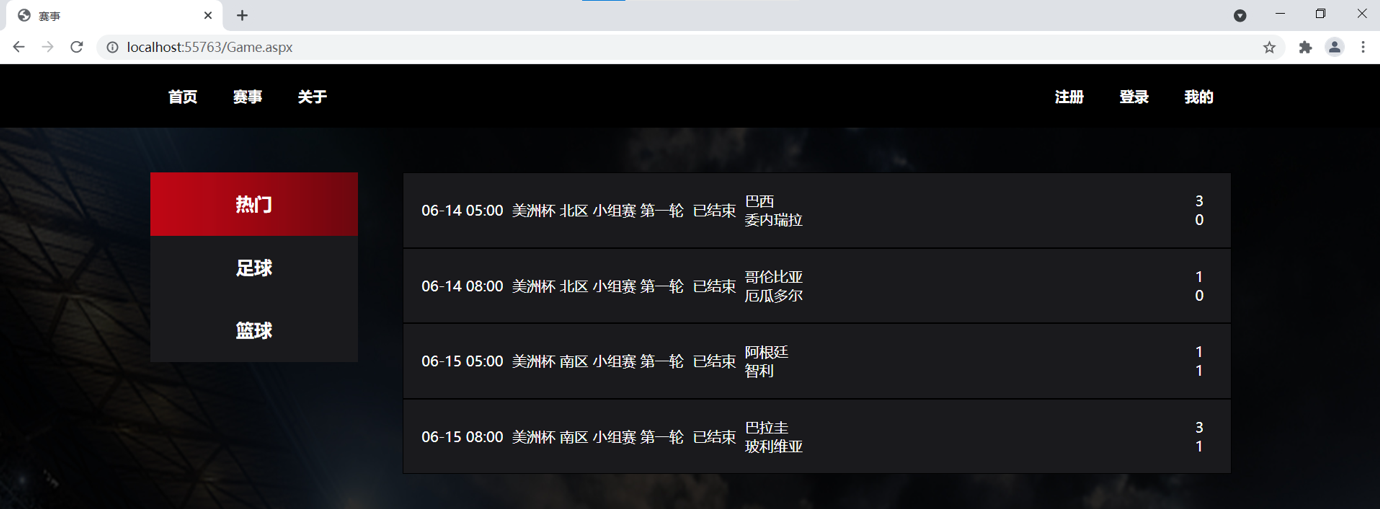 赛事
localhost:55763/Game.aspx
首页 赛事 关于 注册 登录 我的
热门
足球
篮球
06-14 05:00 美洲杯 北区 小组赛 第一轮 已结束 巴西 3
委内瑞拉 0
06-14 08:00 美洲杯 北区 小组赛 第一轮 已结束 哥伦比亚 1
厄瓜多尔 0
06-15 05:00 美洲杯 南区 小组赛 第一轮 已结束 阿根廷 1
智利 1
06-15 08:00 美洲杯 南区 小组赛 第一轮 已结束 巴拉圭 3
玻利维亚 1